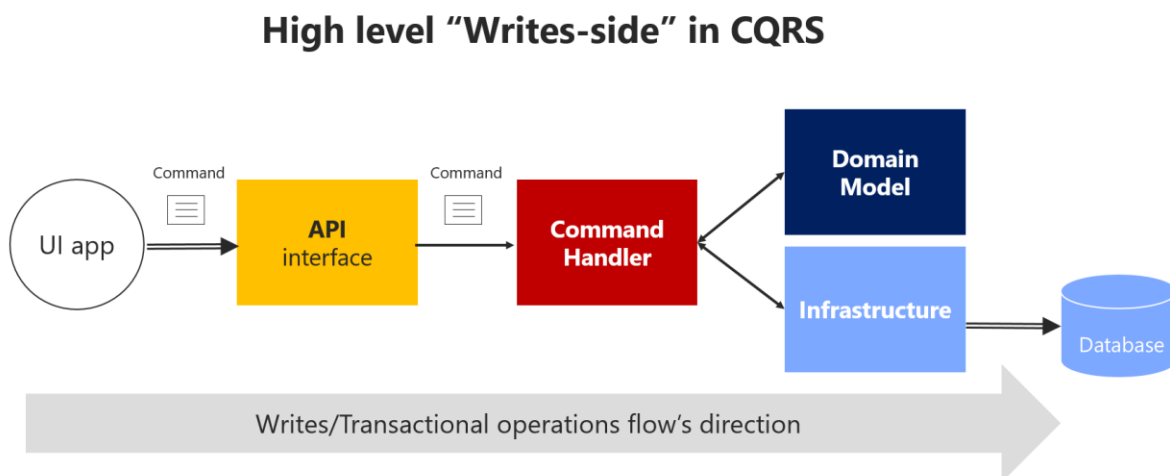 High level “Writes-side” in CQRS
Command
Command
UI app
API
interface
Command
Handler
Domain
Model
Infrastructure
Database
Writes/Transactional operations flow’s direction